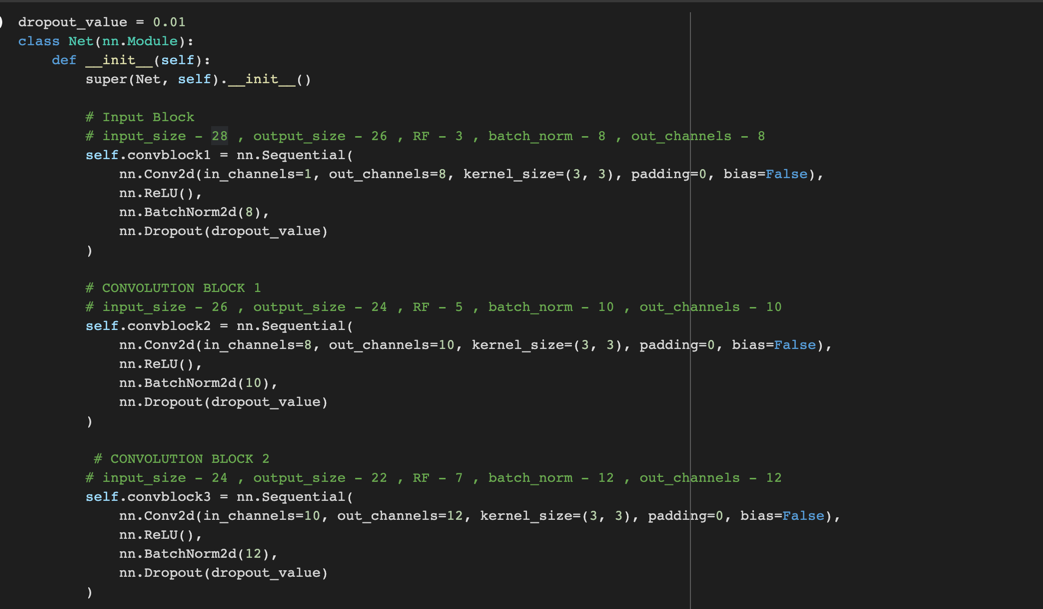 dropout_value = 0.01
class Net(nn.Module):
    def __init__(self):
        super(Net, self).__init__()
        # Input Block
        # input_size - 28 , output_size - 26 , RF - 3 , batch_norm - 8 , out_channels - 8
        self.convblock1 = nn.Sequential(
            nn.Conv2d(in_channels=1, out_channels=8, kernel_size=(3, 3), padding=0, bias=False),
            nn.ReLU(),
            nn.BatchNorm2d(8),
            nn.Dropout(dropout_value)
        )
        # CONVOLUTION BLOCK 1
        # input_size - 26 , output_size - 24 , RF - 5 , batch_norm - 10 , out_channels - 10
        self.convblock2 = nn.Sequential(
            nn.Conv2d(in_channels=8, out_channels=10, kernel_size=(3, 3), padding=0, bias=False),
            nn.ReLU(),
            nn.BatchNorm2d(10),
            nn.Dropout(dropout_value)
        )
         # CONVOLUTION BLOCK 2
        # input_size - 24 , output_size - 22 , RF - 7 , batch_norm - 12 , out_channels - 12
        self.convblock3 = nn.Sequential(
            nn.Conv2d(in_channels=10, out_channels=12, kernel_size=(3, 3), padding=0, bias=False),
            nn.ReLU(),
            nn.BatchNorm2d(12),
            nn.Dropout(dropout_value)
        )